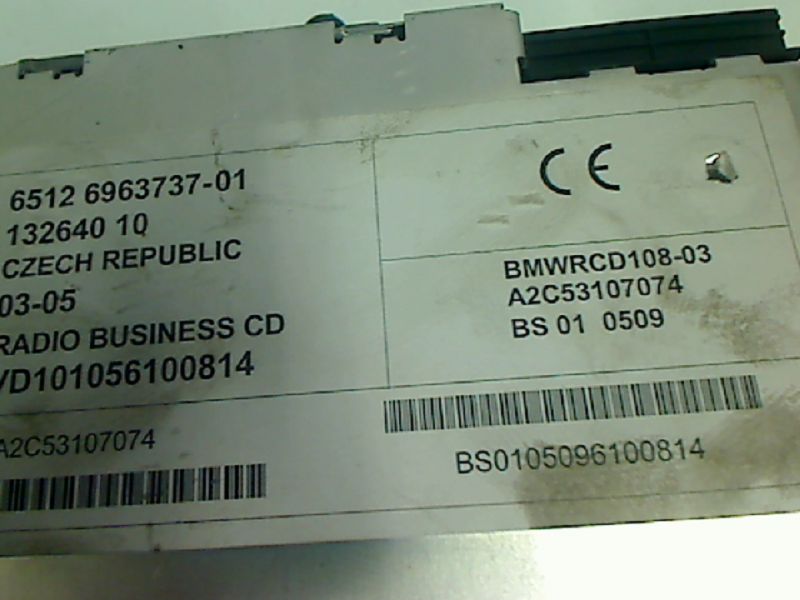 6512 6963737-01
132640 10
CZECH REPUBLIC
03-05
RADIO BUSINESS CD
VD101056100814
A2C53107074
CE
BMWRCD108-03
A2C53107074
BS 01 0509
BS0105096100814